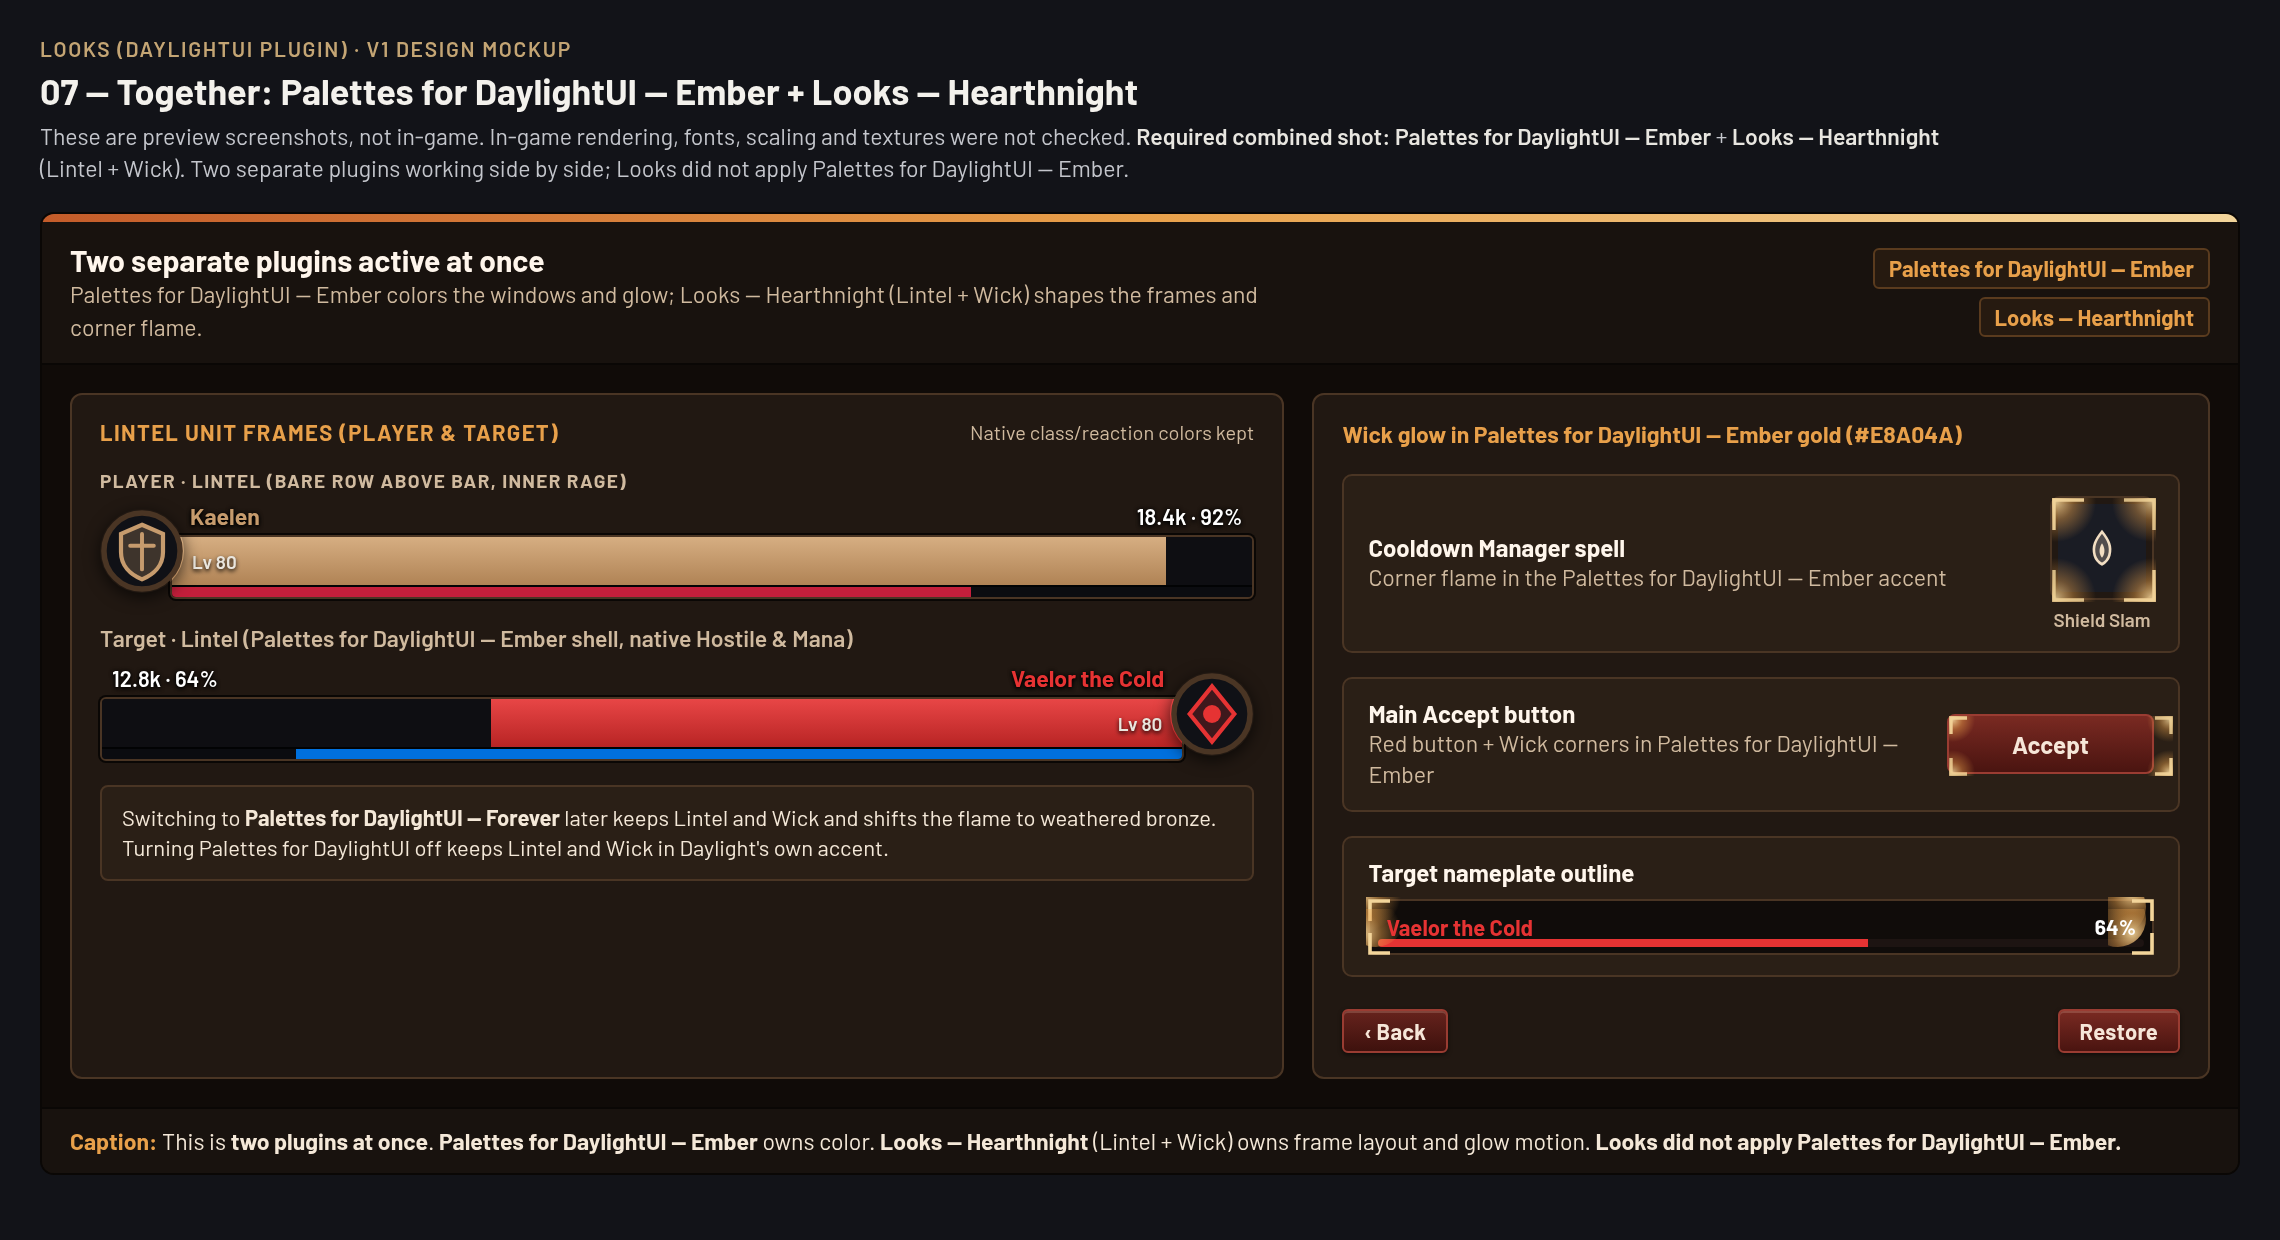 LOOKS (DAYLIGHTUI PLUGIN) · V1 DESIGN MOCKUP
07 — Together: Palettes for DaylightUI — Ember + Looks — Hearthnight
These are preview screenshots, not in-game. In-game rendering, fonts, scaling and textures were not checked. Required combined shot: Palettes for DaylightUI — Ember + Looks — Hearthnight
(Lintel + Wick). Two separate plugins working side by side; Looks did not apply Palettes for DaylightUI — Ember.
Two separate plugins active at once
Palettes for DaylightUI — Ember colors the windows and glow; Looks — Hearthnight (Lintel + Wick) shapes the frames and
corner flame.
Palettes for DaylightUI — Ember
Looks — Hearthnight
LINTEL UNIT FRAMES (PLAYER & TARGET)
Native class/reaction colors kept
PLAYER · LINTEL (BARE ROW ABOVE BAR, INNER RAGE)
Kaelen
18.4k · 92%
Lv 80
Target · Lintel (Palettes for DaylightUI — Ember shell, native Hostile & Mana)
12.8k · 64%
Vaelor the Cold
Lv 80
Switching to Palettes for DaylightUI — Forever later keeps Lintel and Wick and shifts the flame to weathered bronze.
Turning Palettes for DaylightUI off keeps Lintel and Wick in Daylight's own accent.
Wick glow in Palettes for DaylightUI — Ember gold (#E8A04A)
Cooldown Manager spell
Corner flame in the Palettes for DaylightUI — Ember accent
Shield Slam
Main Accept button
Red button + Wick corners in Palettes for DaylightUI —
Ember
Accept
Target nameplate outline
Vaelor the Cold
64%
‹ Back
Restore
Caption: This is two plugins at once. Palettes for DaylightUI — Ember owns color. Looks — Hearthnight (Lintel + Wick) owns frame layout and glow motion. Looks did not apply Palettes for DaylightUI — Ember.